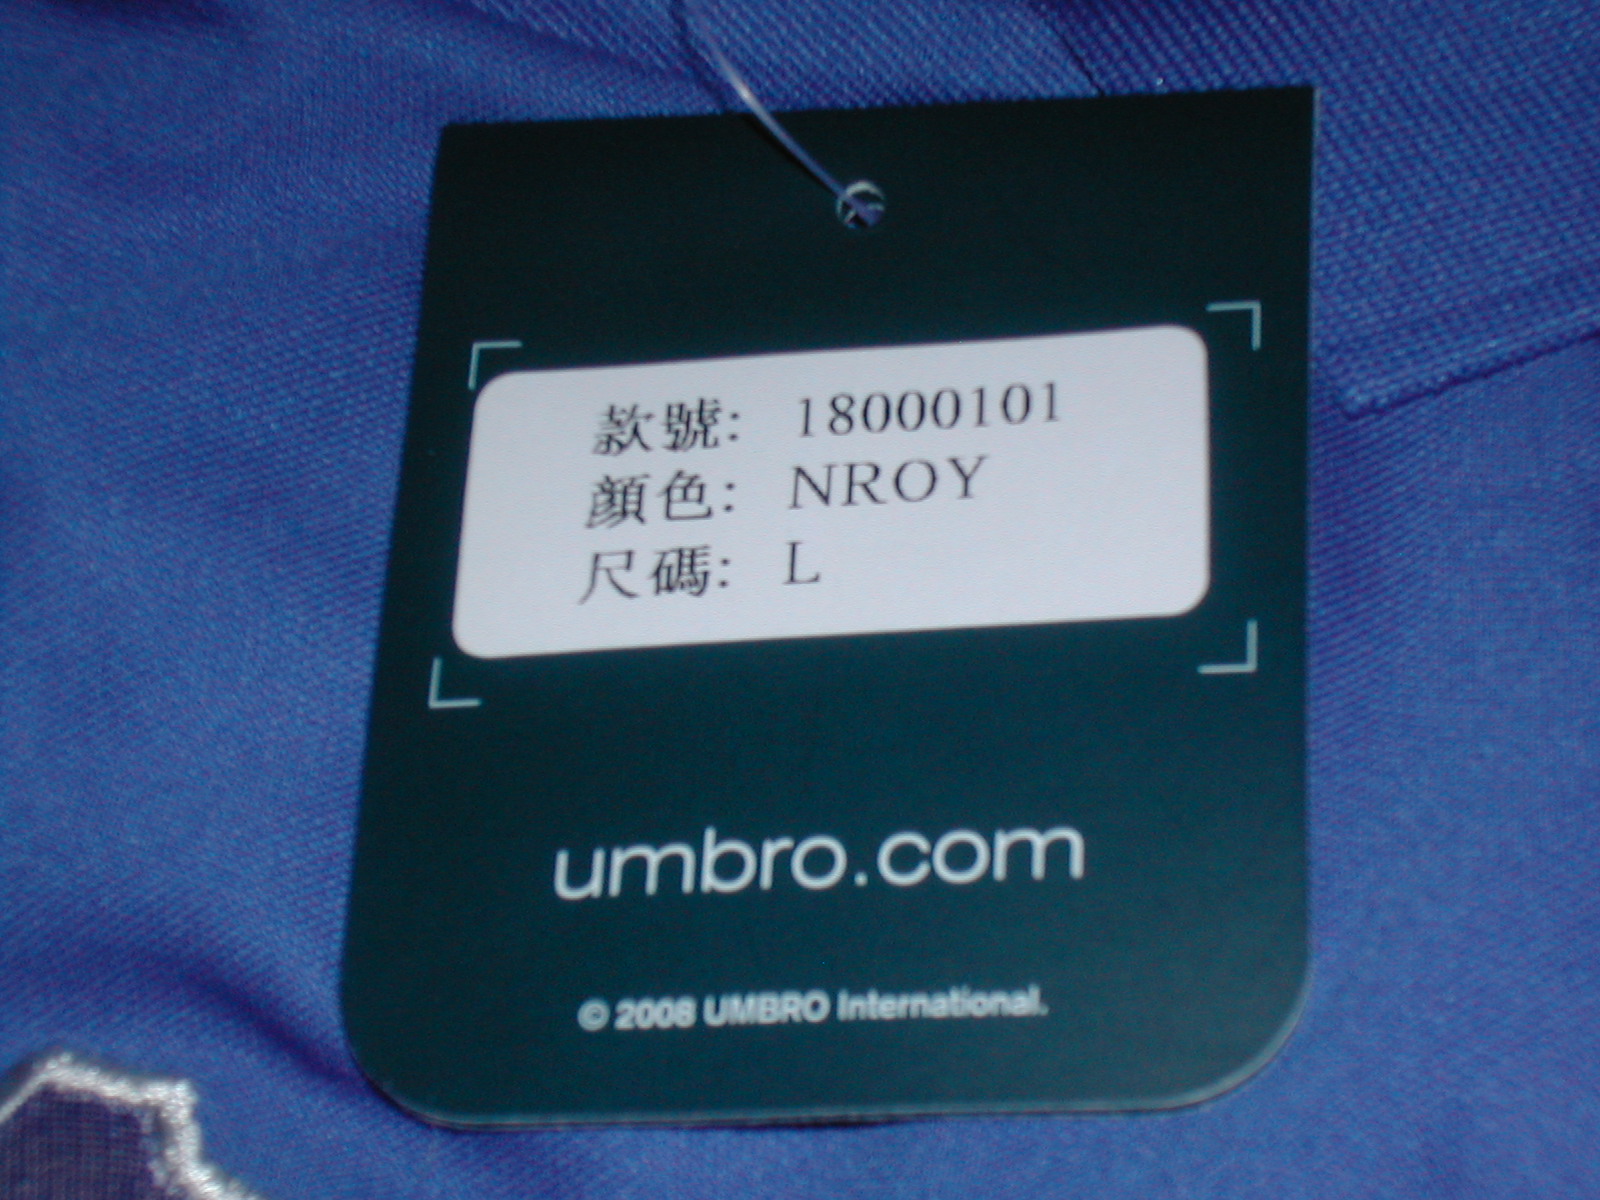 款號: 18000101
顏色: NROY
尺碼: L
umbro.com
© 2008 UMBRO International.